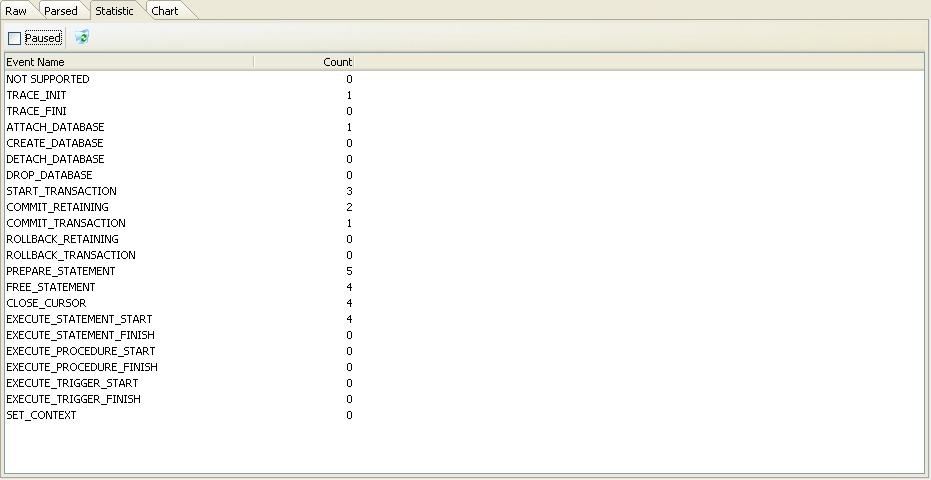 Raw Parsed Statistic Chart
Paused
Event Name Count
NOT SUPPORTED 0
TRACE_INIT 1
TRACE_FINI 0
ATTACH_DATABASE 1
CREATE_DATABASE 0
DETACH_DATABASE 0
DROP_DATABASE 0
START_TRANSACTION 3
COMMIT_RETAINING 2
COMMIT_TRANSACTION 1
ROLLBACK_RETAINING 0
ROLLBACK_TRANSACTION 0
PREPARE_STATEMENT 5
FREE_STATEMENT 4
CLOSE_CURSOR 4
EXECUTE_STATEMENT_START 4
EXECUTE_STATEMENT_FINISH 0
EXECUTE_PROCEDURE_START 0
EXECUTE_PROCEDURE_FINISH 0
EXECUTE_TRIGGER_START 0
EXECUTE_TRIGGER_FINISH 0
SET_CONTEXT 0